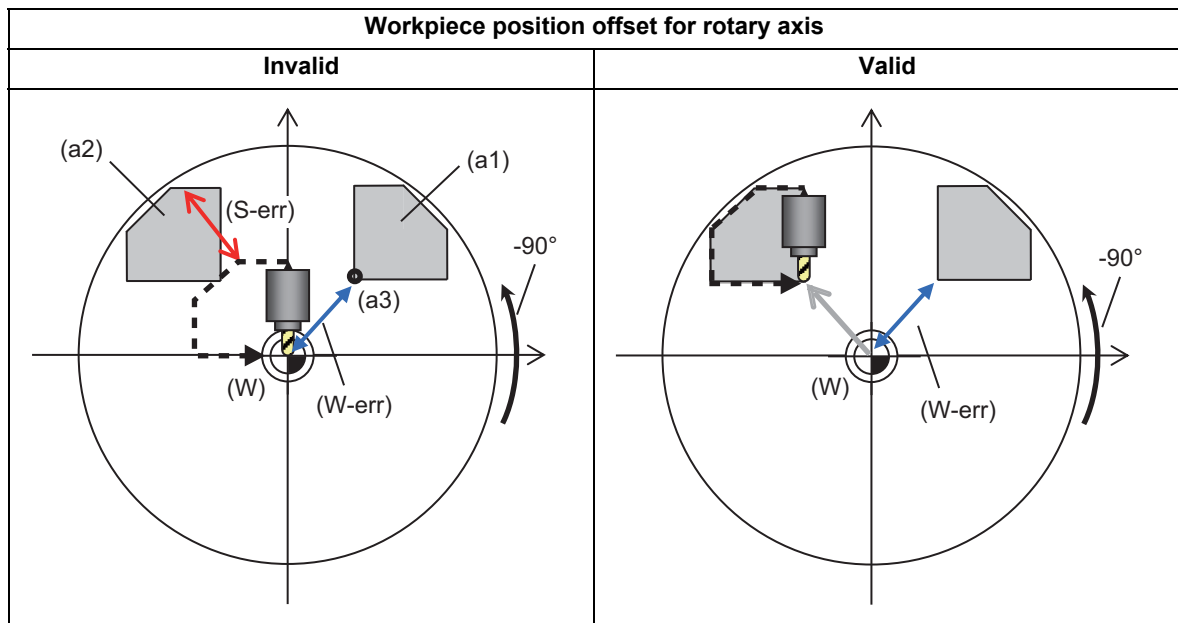 Workpiece position offset for rotary axis
Invalid
Valid
(a2)
(a1)
(S-err)
-90°
(a3)
(W)
(W-err)
-90°
(W)
(W-err)